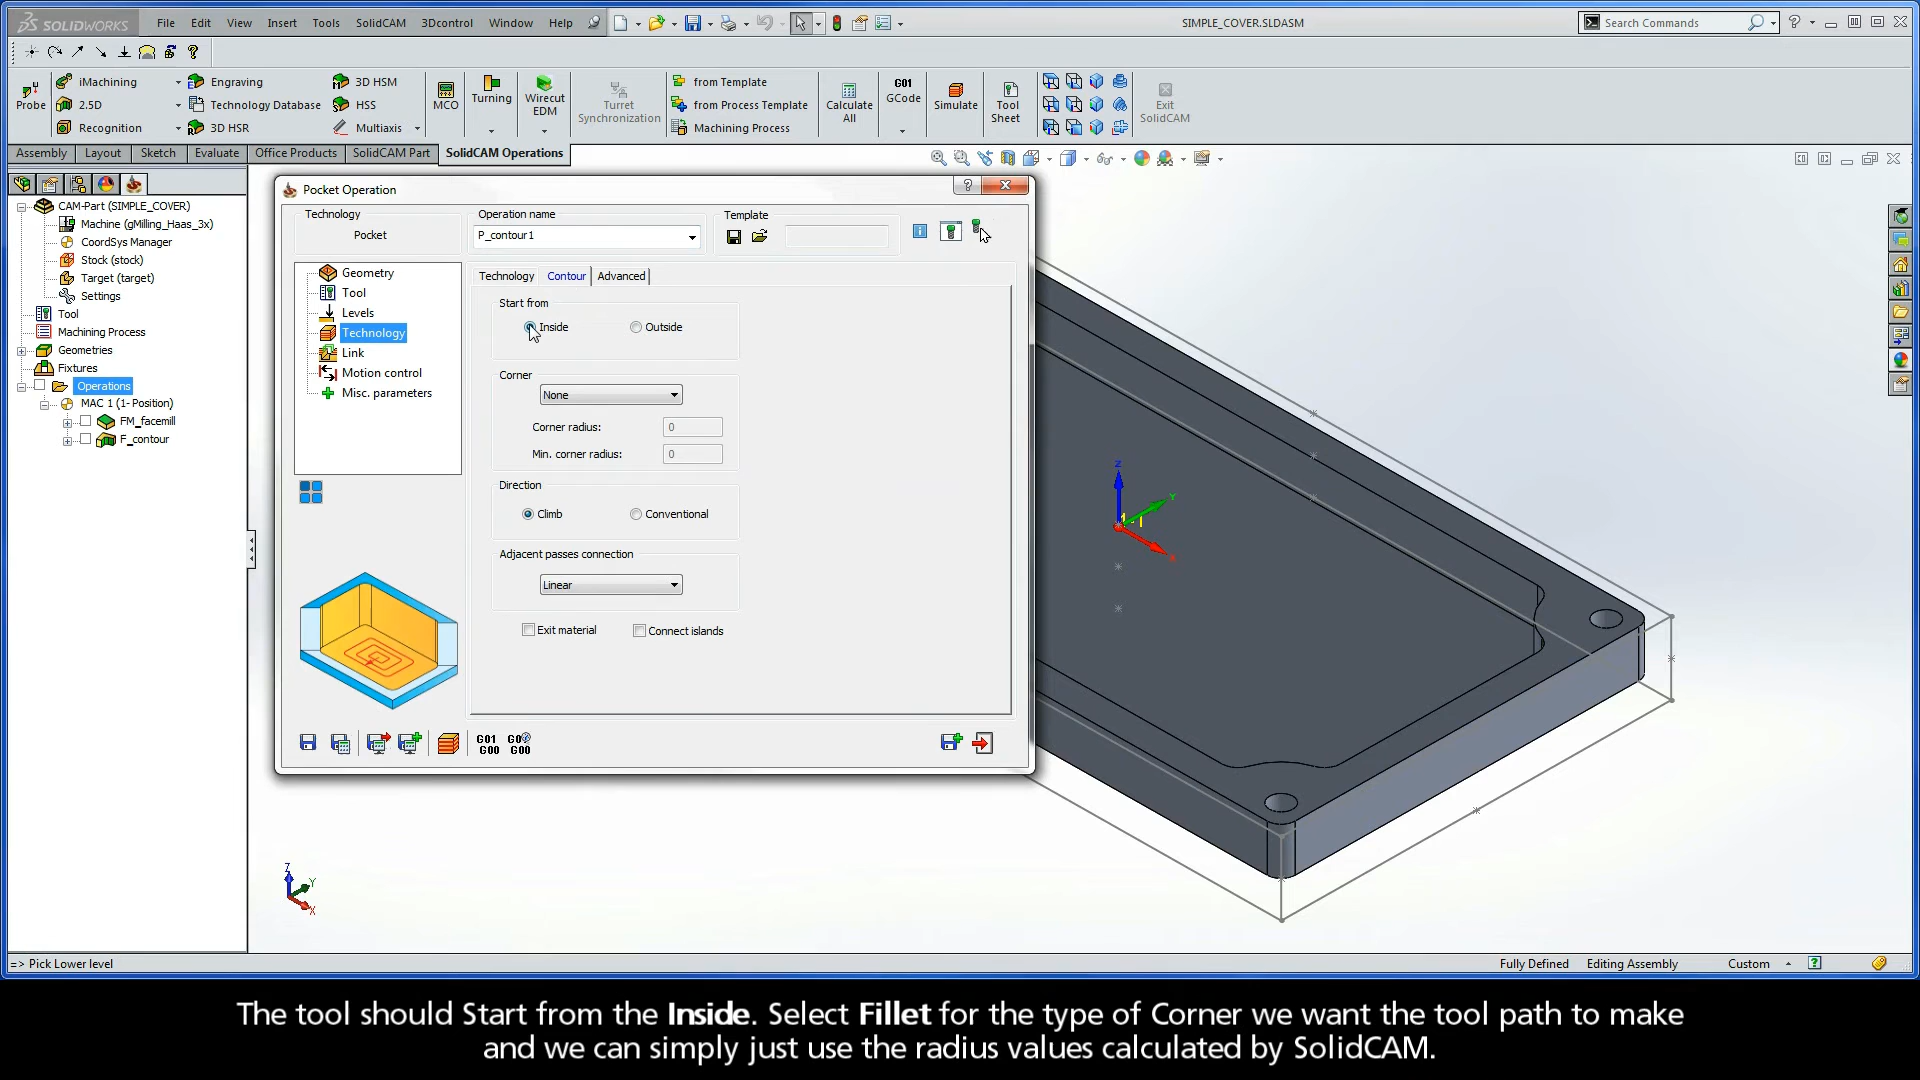 SOLIDWORKS File Edit View Insert Tools SolidCAM 3Dcontrol Window Help SIMPLE_COVER.SLDASM Search Commands
Probe iMachining 2.5D Recognition Engraving Technology Database 3D HSR 3D HSM HSS Multiaxis MCO Turning Wirecut EDM Turret Synchronization from Template from Process Template Machining Process Calculate All G01 GCode Simulate Tool Sheet Exit SolidCAM
Assembly Layout Sketch Evaluate Office Products SolidCAM Part SolidCAM Operations
CAM-Part (SIMPLE_COVER)
Machine (gMilling_Haas_3x)
CoordSys Manager
Stock (stock)
Target (target)
Settings
Tool
Machining Process
Geometries
Fixtures
Operations
MAC 1 (1- Position)
FM_facemill
F_contour
Pocket Operation
Technology
Pocket
Operation name
P_contour1
Template
Geometry
Tool
Levels
Technology
Link
Motion control
Misc. parameters
Technology Contour Advanced
Start from
Inside Outside
Corner
None
Corner radius: 0
Min. corner radius: 0
Direction
Climb Conventional
Adjacent passes connection
Linear
Exit material Connect islands
G01 G00
G00
Z
Y
X
Z
Y
X
=> Pick Lower level Fully Defined Editing Assembly Custom
The tool should Start from the Inside. Select Fillet for the type of Corner we want the tool path to make
and we can simply just use the radius values calculated by SolidCAM.